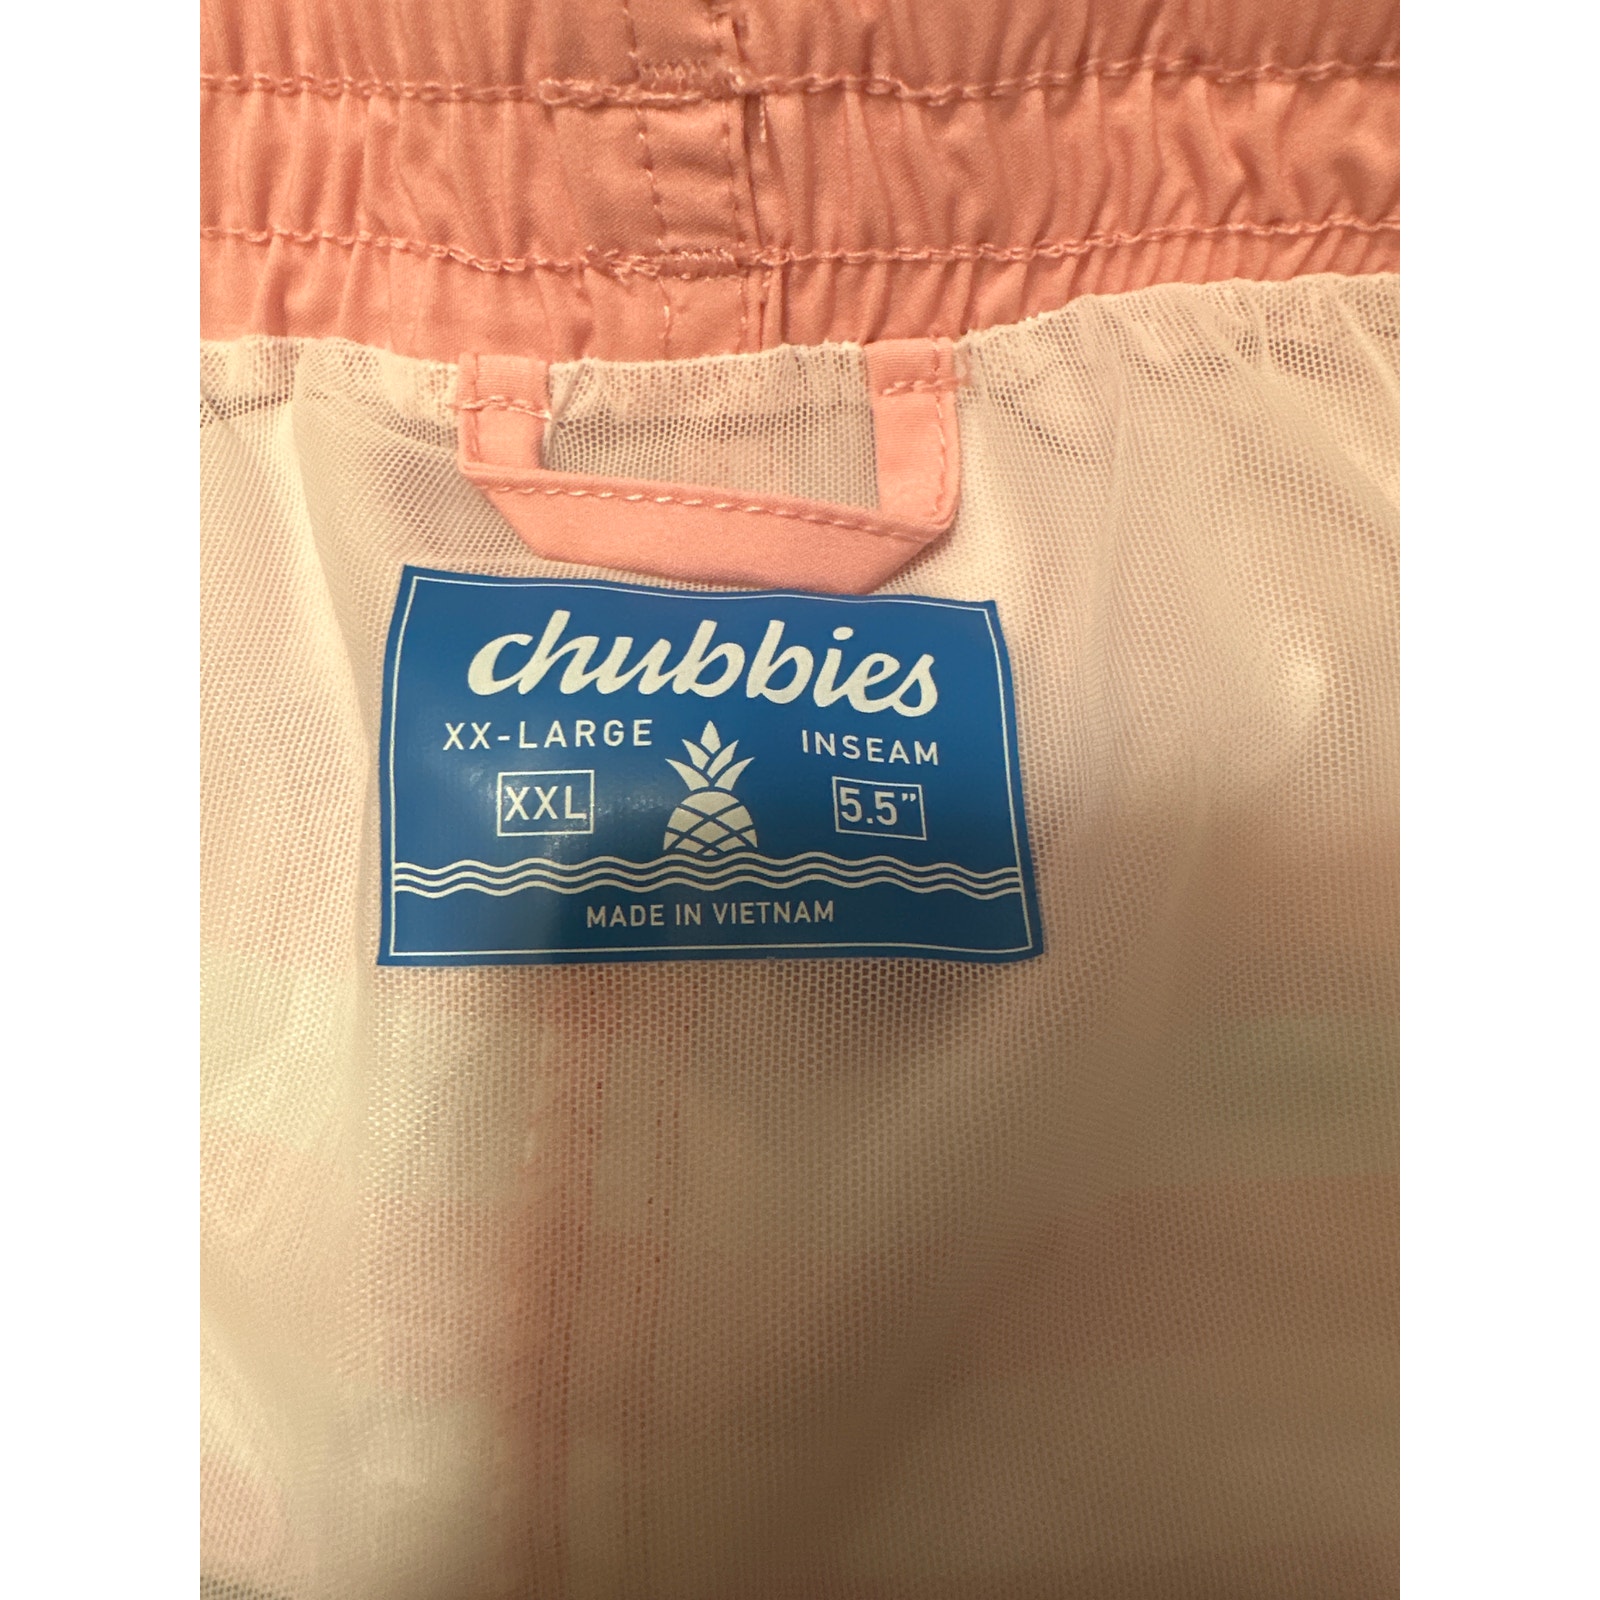 chubbies
XX-LARGE INSEAM
XXL 5.5”
MADE IN VIETNAM